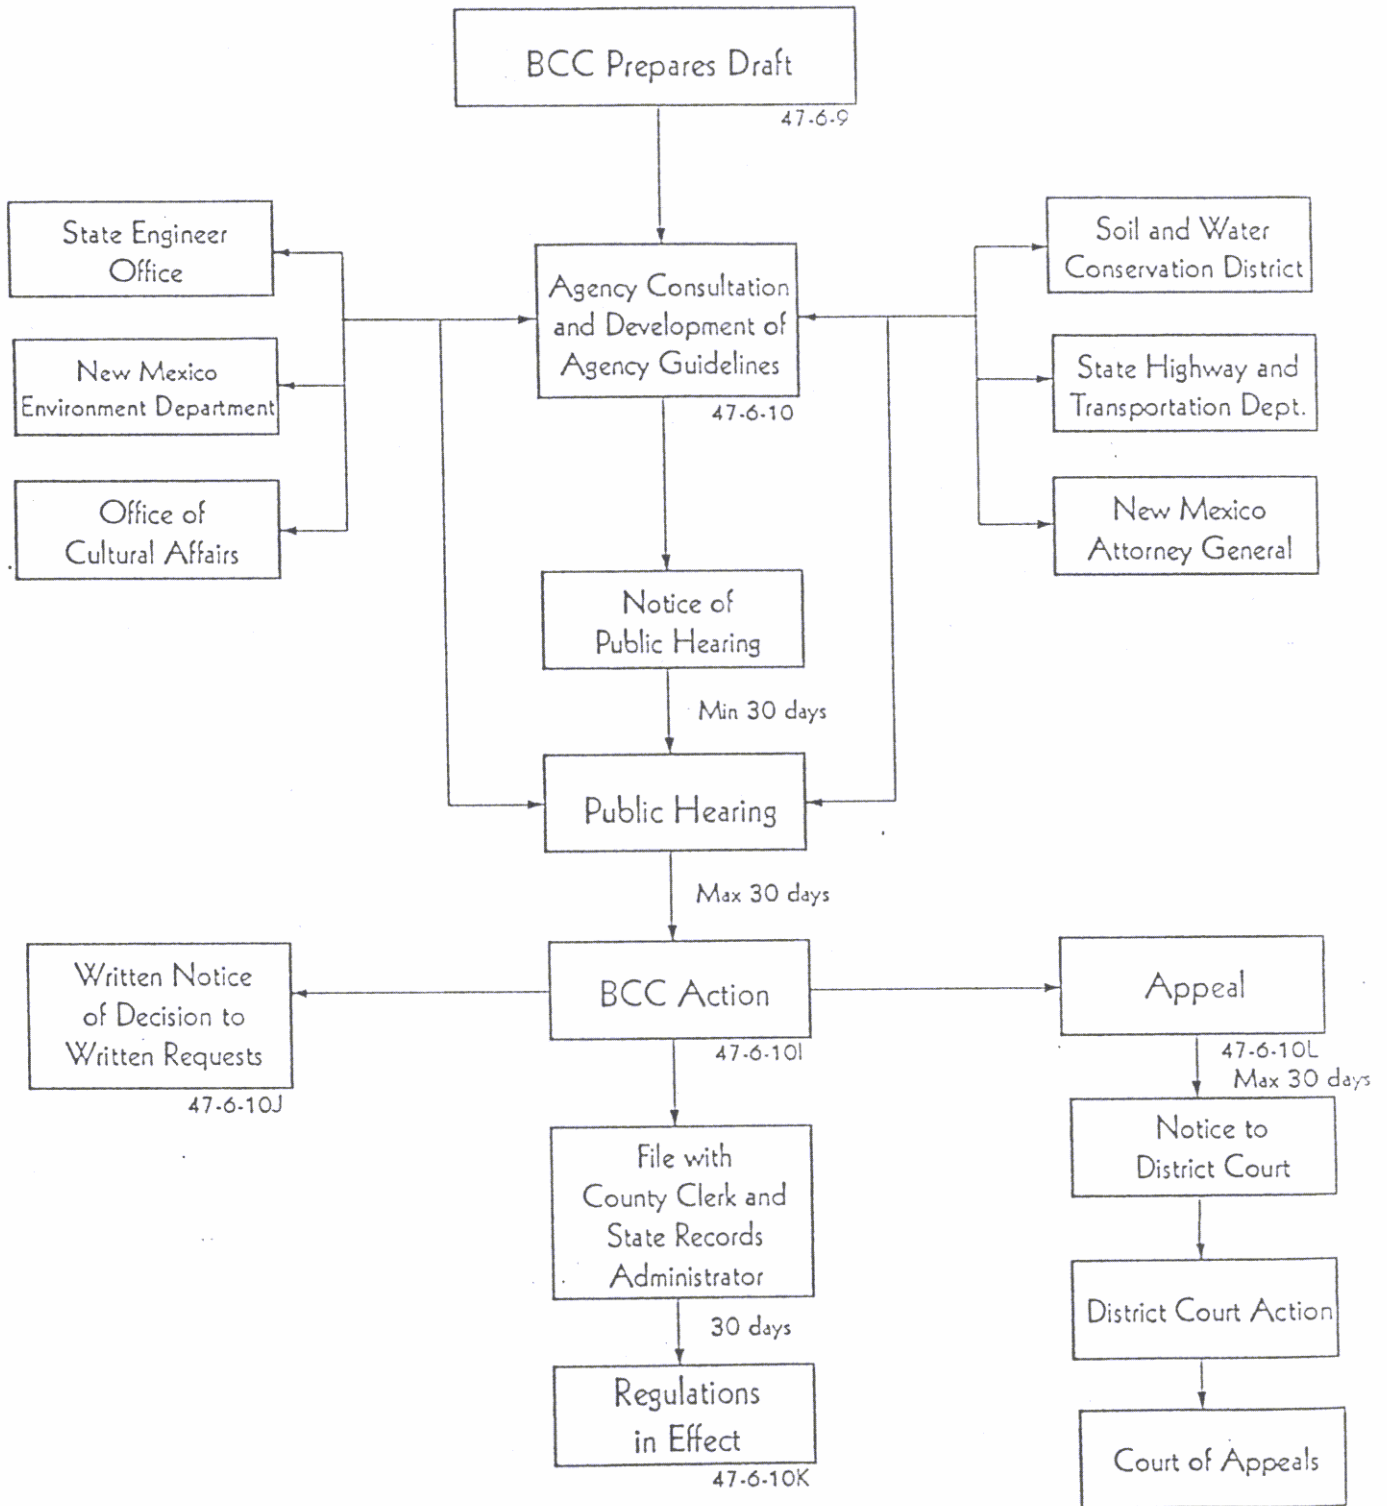 BCC Prepares Draft
47-6-9
State Engineer
Office
New Mexico
Environment Department
Office of
Cultural Affairs
Agency Consultation
and Development of
Agency Guidelines
47-6-10
Soil and Water
Conservation District
State Highway and
Transportation Dept.
New Mexico
Attorney General
Notice of
Public Hearing
Min 30 days
Public Hearing
Max 30 days
Written Notice
of Decision to
Written Requests
47-6-10J
BCC Action
47-6-10I
Appeal
47-6-10L
Max 30 days
File with
County Clerk and
State Records
Administrator
30 days
Regulations
in Effect
47-6-10K
Notice to
District Court
District Court Action
Court of Appeals